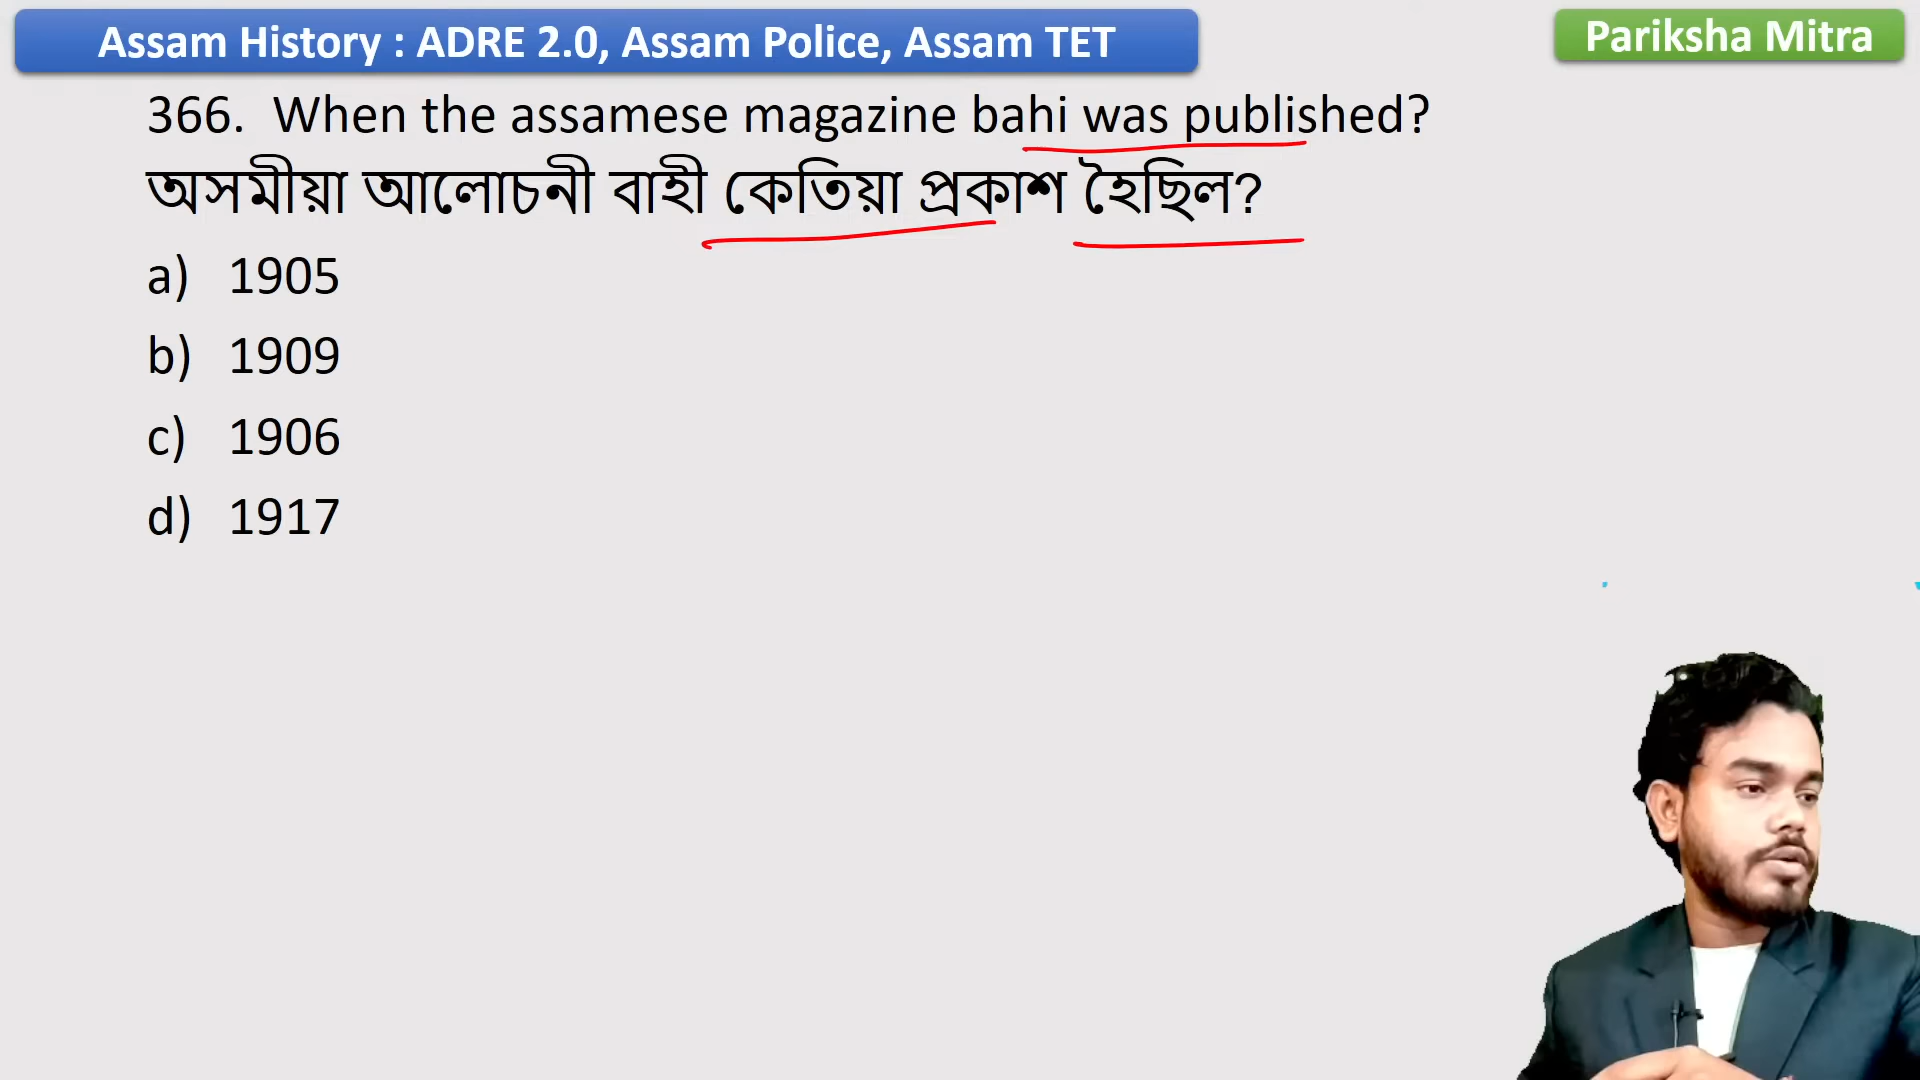 Assam History : ADRE 2.0, Assam Police, Assam TET
Pariksha Mitra
366. When the assamese magazine bahi was published?
অসমীয়া আলোচনী বাহী কেতিয়া প্ৰকাশ হৈছিল?
a) 1905
b) 1909
c) 1906
d) 1917